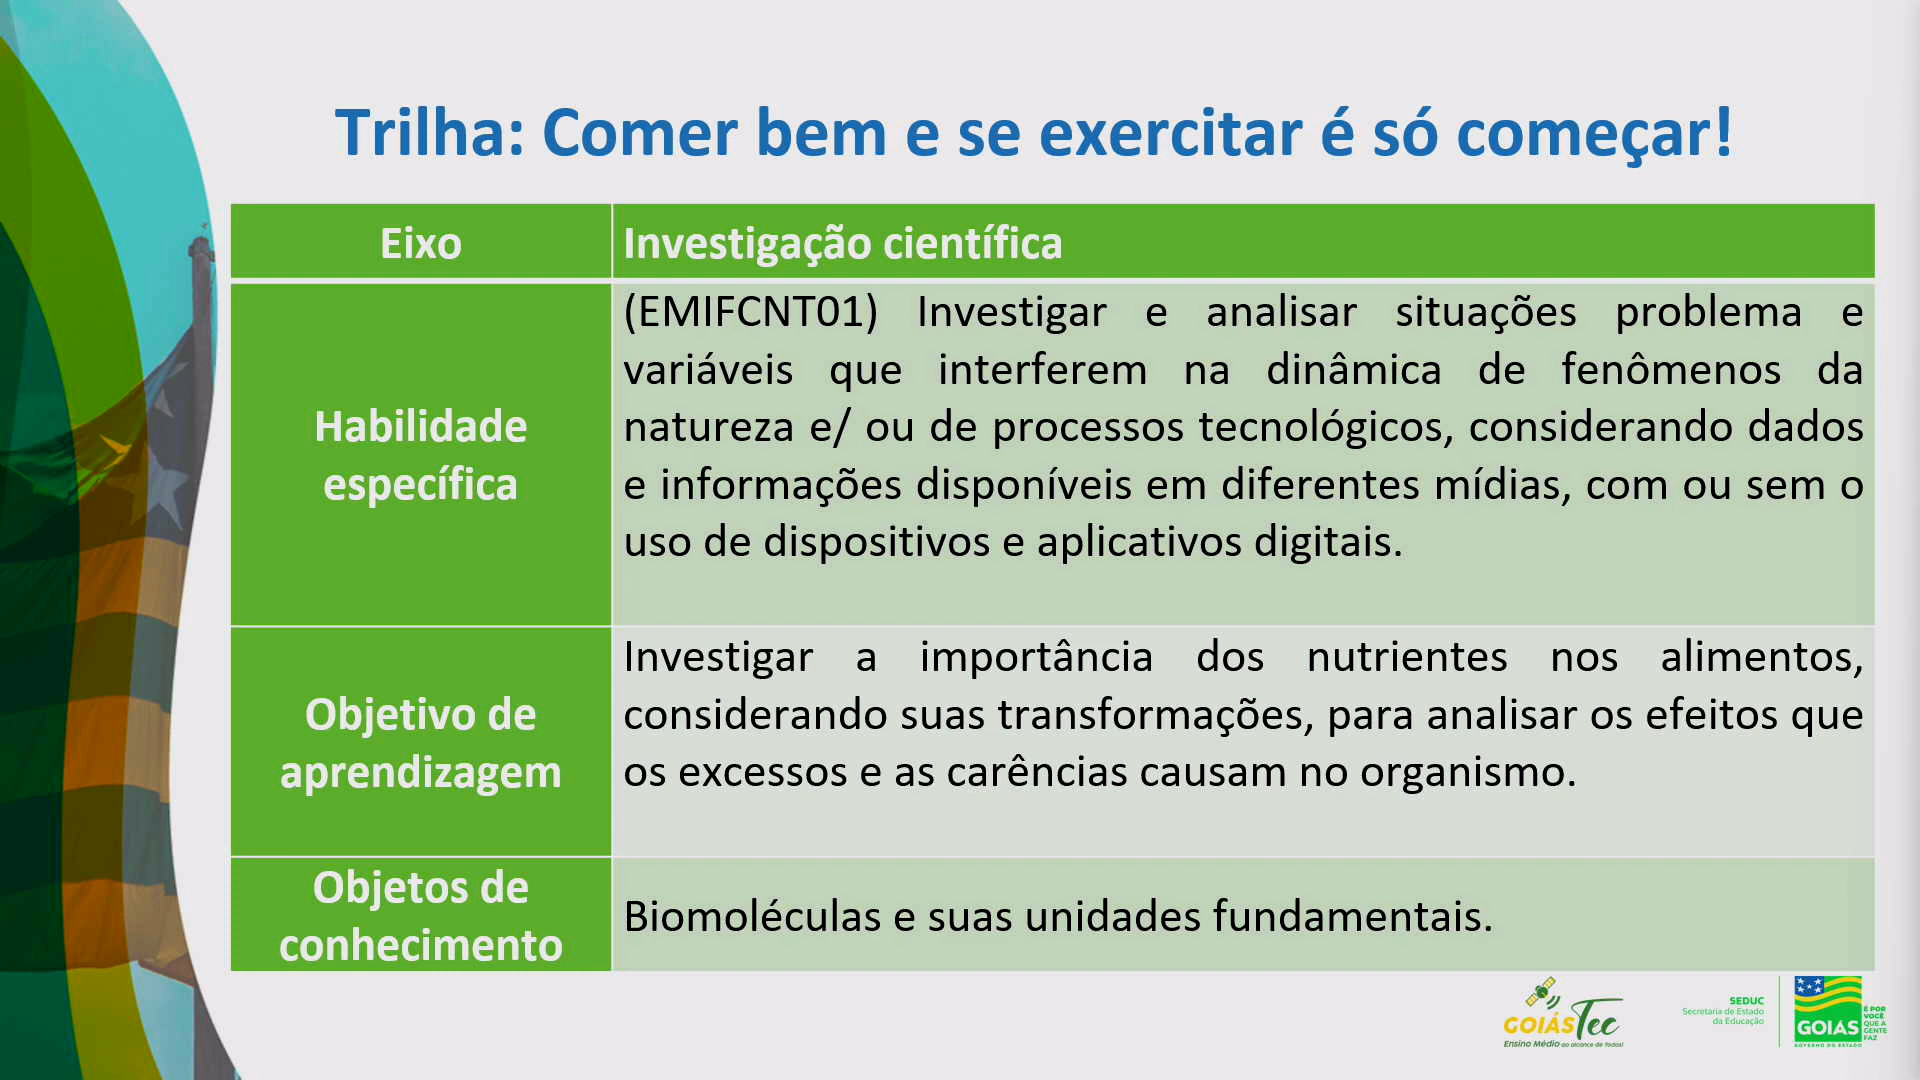 Trilha: Comer bem e se exercitar é só começar!
Eixo
Investigação científica
Habilidade
específica
(EMIFCNT01) Investigar e analisar situações problema e
variáveis que interferem na dinâmica de fenômenos da
natureza e/ ou de processos tecnológicos, considerando dados
e informações disponíveis em diferentes mídias, com ou sem o
uso de dispositivos e aplicativos digitais.
Objetivo de
aprendizagem
Investigar a importância dos nutrientes nos alimentos,
considerando suas transformações, para analisar os efeitos que
os excessos e as carências causam no organismo.
Objetos de
conhecimento
Biomoléculas e suas unidades fundamentais.
GOIÁS Tec
Ensino Médio ao alcance de todos!
SEDUC
Secretaria de Estado
da Educação
GOIÁS
GOVERNO DO ESTADO
É POR
VOCÊ
QUE A
GENTE
FAZ